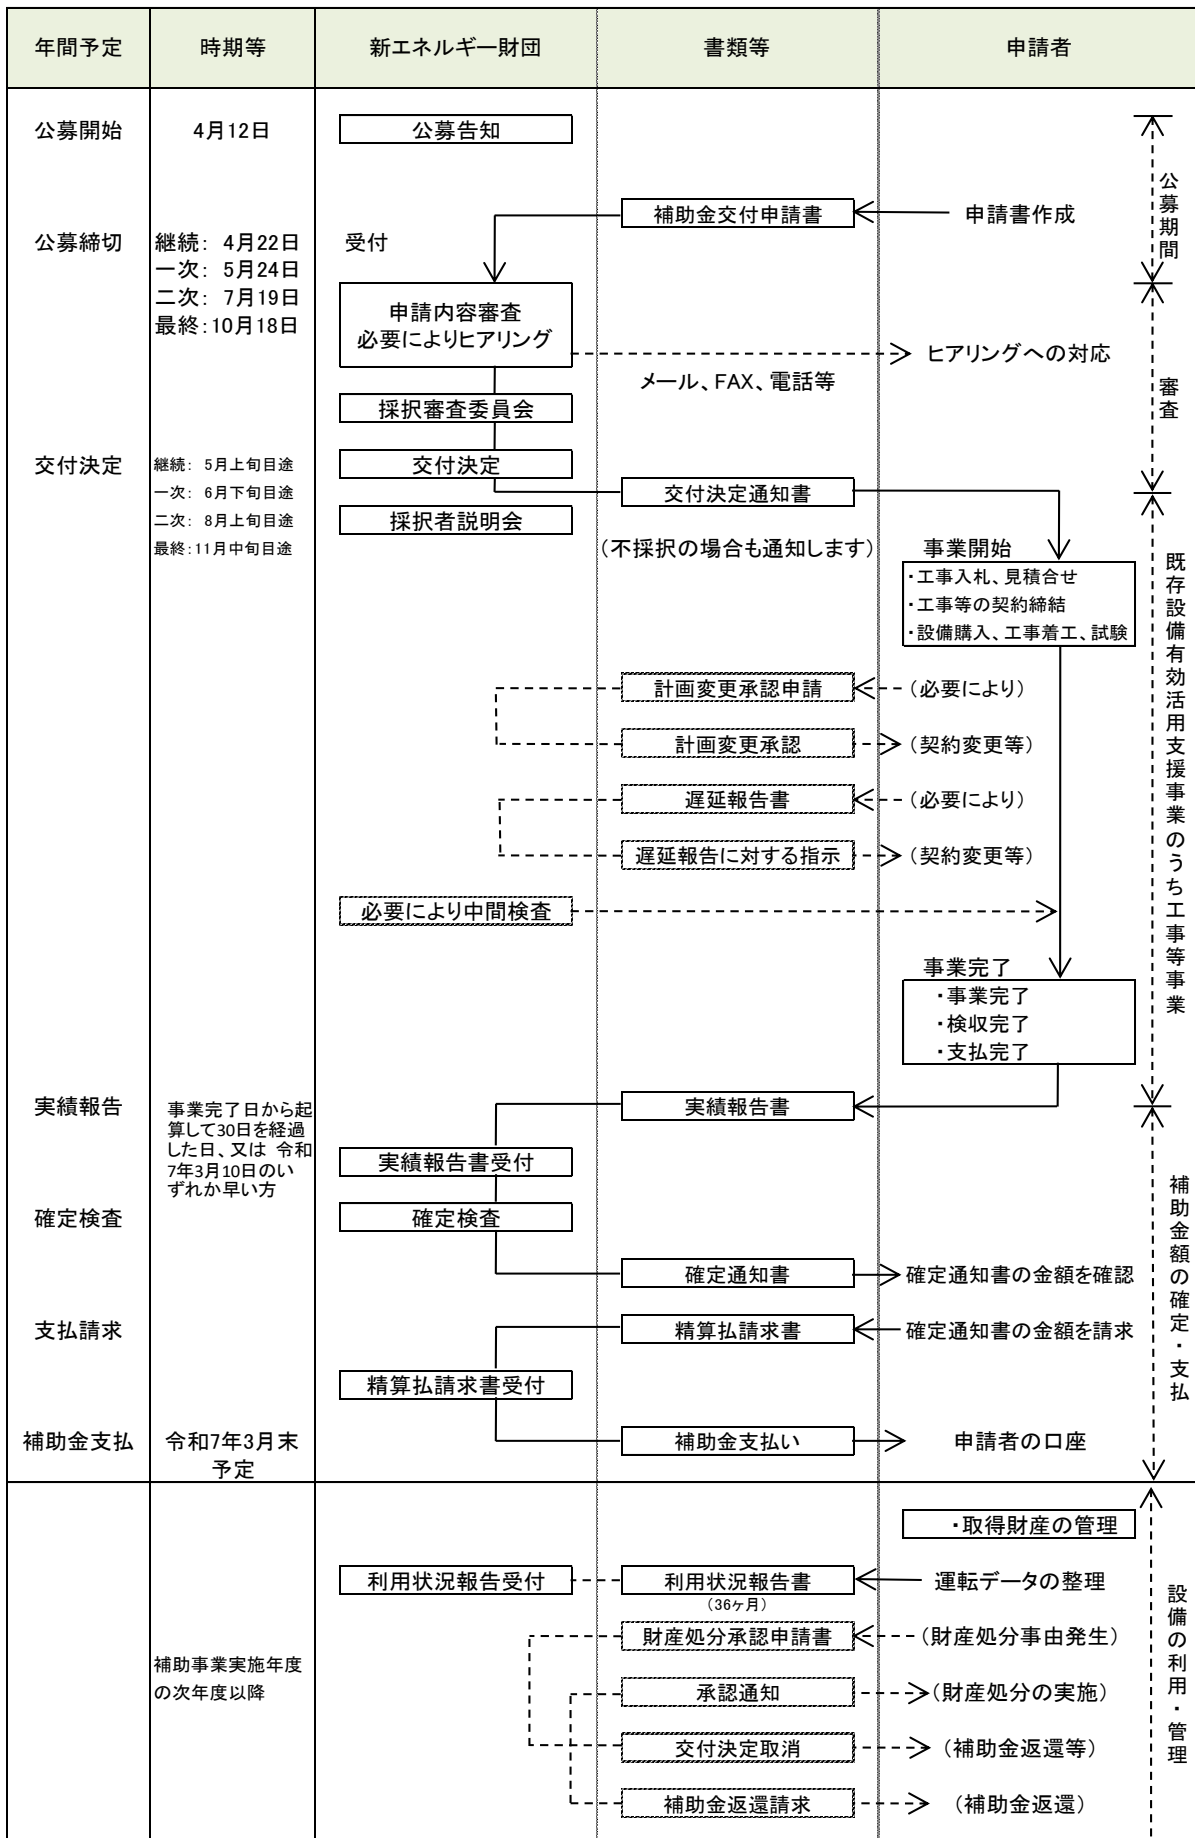 年間予定
時期等
新エネルギー財団
書類等
申請者
公募開始
4月12日
公募告知
補助金交付申請書
申請書作成
公募期間
公募締切
継続: 4月22日
一次: 5月24日
二次: 7月19日
最終:10月18日
受付
申請内容審査
必要によりヒアリング
ヒアリングへの対応
メール、FAX、電話等
審査
採択審査委員会
交付決定
継続: 5月上旬目途
一次: 6月下旬目途
二次: 8月上旬目途
最終:11月中旬目途
交付決定
交付決定通知書
採択者説明会
(不採択の場合も通知します)
事業開始
・工事入札、見積合せ
・工事等の契約締結
・設備購入、工事着工、試験
既存設備有効活用支援事業のうち工事等事業
計画変更承認申請
(必要により)
計画変更承認
(契約変更等)
遅延報告書
(必要により)
遅延報告に対する指示
(契約変更等)
必要により中間検査
事業完了
・事業完了
・検収完了
・支払完了
実績報告
事業完了日から起
算して30日を経過
した日、又は 令和
7年3月10日のい
ずれか早い方
実績報告書
実績報告書受付
確定検査
確定検査
確定通知書
確定通知書の金額を確認
補助金額の確定・支払
支払請求
精算払請求書
確定通知書の金額を請求
精算払請求書受付
補助金支払
令和7年3月末
予定
補助金支払い
申請者の口座
・取得財産の管理
利用状況報告受付
利用状況報告書
(36ヶ月)
運転データの整理
設備の利用・管理
補助事業実施年度
の次年度以降
財産処分承認申請書
(財産処分事由発生)
承認通知
(財産処分の実施)
交付決定取消
(補助金返還等)
補助金返還請求
(補助金返還)